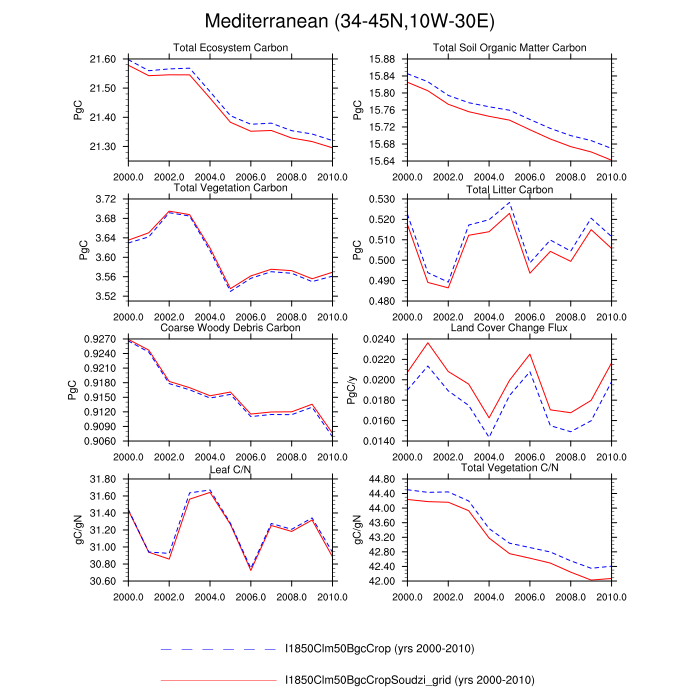 Mediterranean (34-45N,10W-30E)
Total Ecosystem Carbon
PgC
21.60
21.50
21.40
21.30
2000.0 2002.0 2004.0 2006.0 2008.0 2010.0
Total Soil Organic Matter Carbon
PgC
15.88
15.84
15.80
15.76
15.72
15.68
15.64
2000.0 2002.0 2004.0 2006.0 2008.0 2010.0
Total Vegetation Carbon
PgC
3.72
3.68
3.64
3.60
3.56
3.52
2000.0 2002.0 2004.0 2006.0 2008.0 2010.0
Total Litter Carbon
PgC
0.530
0.520
0.510
0.500
0.490
0.480
2000.0 2002.0 2004.0 2006.0 2008.0 2010.0
Coarse Woody Debris Carbon
PgC
0.9270
0.9240
0.9210
0.9180
0.9150
0.9120
0.9090
0.9060
2000.0 2002.0 2004.0 2006.0 2008.0 2010.0
Land Cover Change Flux
PgC/y
0.0240
0.0220
0.0200
0.0180
0.0160
0.0140
2000.0 2002.0 2004.0 2006.0 2008.0 2010.0
Leaf C/N
gC/gN
31.80
31.60
31.40
31.20
31.00
30.80
30.60
2000.0 2002.0 2004.0 2006.0 2008.0 2010.0
Total Vegetation C/N
gC/gN
44.80
44.40
44.00
43.60
43.20
42.80
42.40
42.00
2000.0 2002.0 2004.0 2006.0 2008.0 2010.0
I1850Clm50BgcCrop (yrs 2000-2010)
I1850Clm50BgcCropSoudzi_grid (yrs 2000-2010)